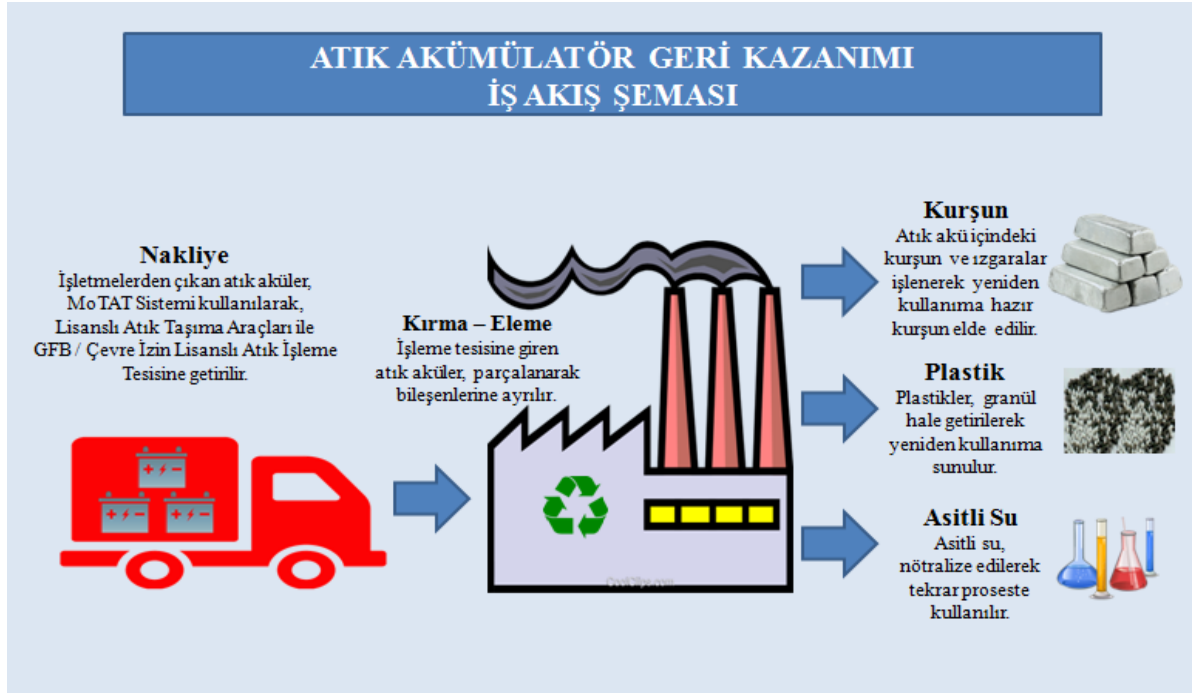 ATIK AKÜMÜLATÖR GERİ KAZANIMI
İŞ AKIŞ ŞEMASI
Nakliye
İşletmelerden çıkan atık aküler,
MoTAT Sistemi kullanılarak,
Lisanslı Atık Taşıma Araçları ile
GFB / Çevre İzin Lisanslı Atık İşleme
Tesisine getirilir.
Kırma – Eleme
İşleme tesisine giren
atık aküler, parçalanarak
bileşenlerine ayrılır.
Kurşun
Atık akü içindeki
kurşun ve ızgaralar
işlenerek yeniden
kullanıma hazır
kurşun elde edilir.
Plastik
Plastikler, granül
hale getirilerek
yeniden kullanıma
sunulur.
Asitli Su
Asitli su,
nötralize edilerek
tekrar proseste
kullanılır.